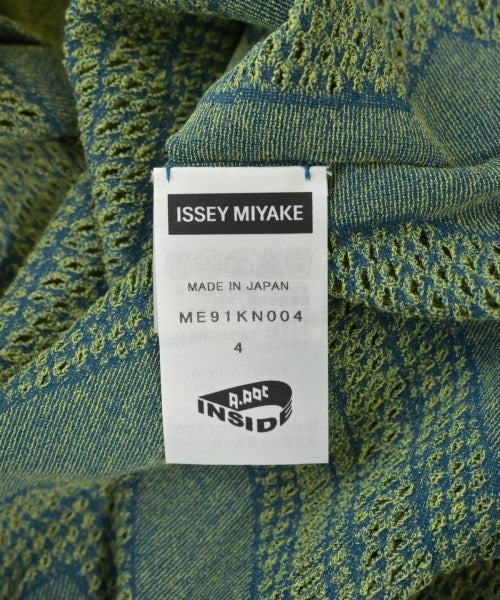 ISSEY MIYAKE
MADE IN JAPAN
ME91KN004
4
A.POC
INSIDE